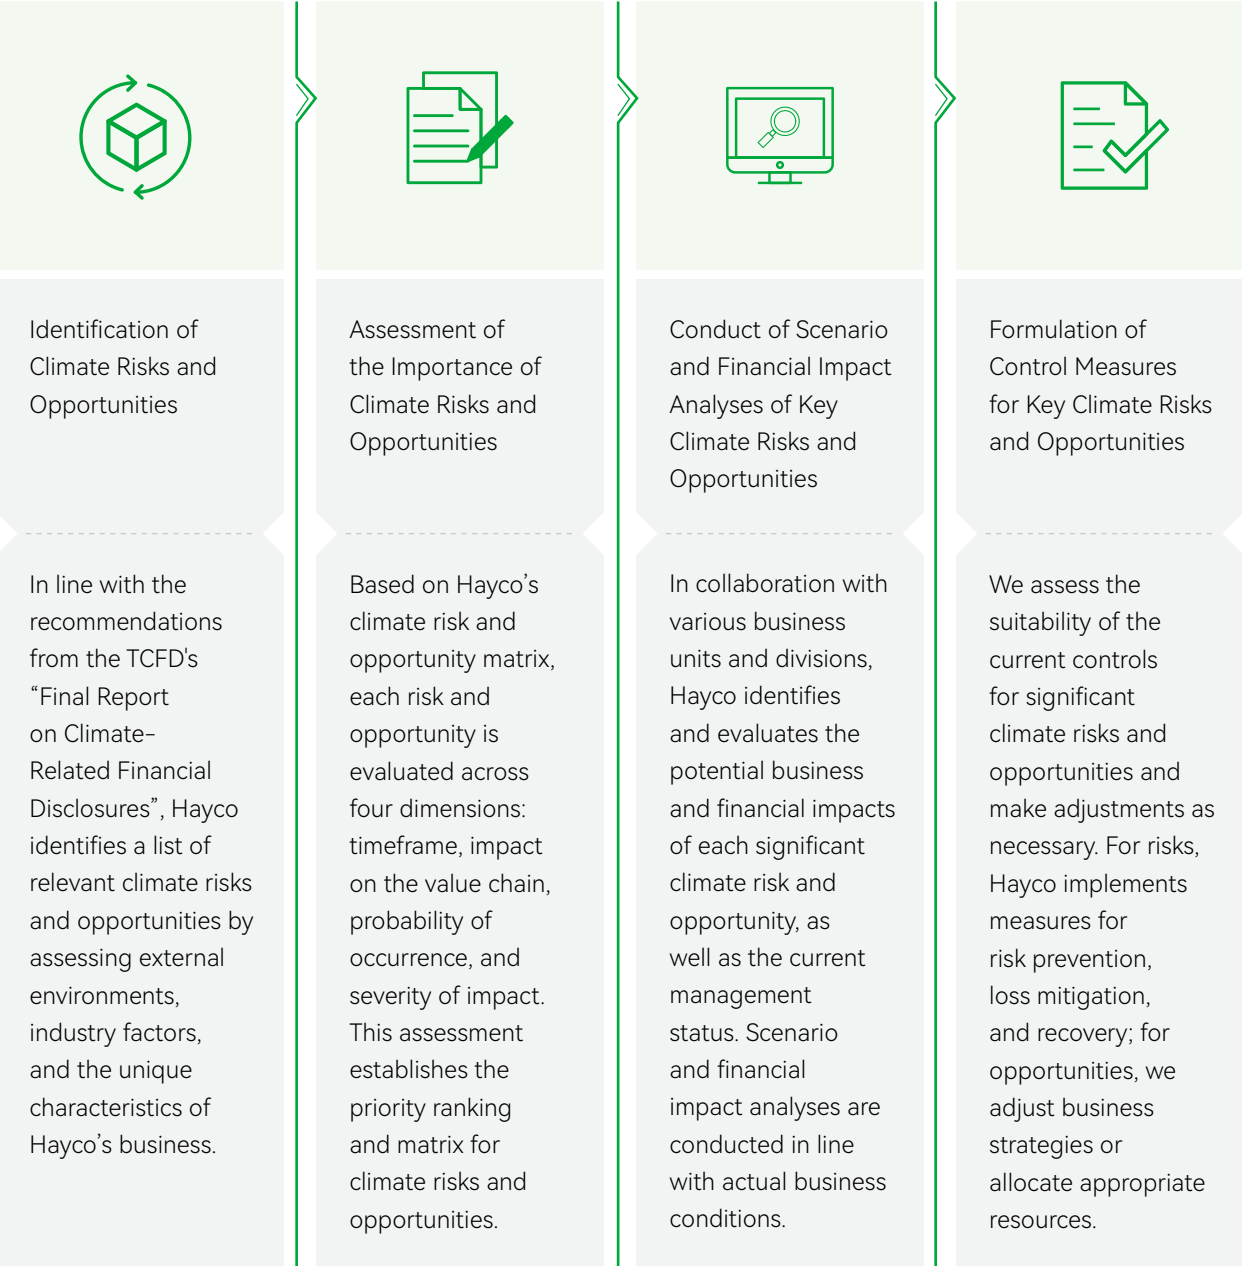 Identification of
Climate Risks and
Opportunities
In line with the
recommendations
from the TCFD's
“Final Report
on Climate-
Related Financial
Disclosures”, Hayco
identifies a list of
relevant climate risks
and opportunities by
assessing external
environments,
industry factors,
and the unique
characteristics of
Hayco’s business.
Assessment of
the Importance of
Climate Risks and
Opportunities
Based on Hayco’s
climate risk and
opportunity matrix,
each risk and
opportunity is
evaluated across
four dimensions:
timeframe, impact
on the value chain,
probability of
occurrence, and
severity of impact.
This assessment
establishes the
priority ranking
and matrix for
climate risks and
opportunities.
Conduct of Scenario
and Financial Impact
Analyses of Key
Climate Risks and
Opportunities
In collaboration with
various business
units and divisions,
Hayco identifies
and evaluates the
potential business
and financial impacts
of each significant
climate risk and
opportunity, as
well as the current
management
status. Scenario
and financial
impact analyses are
conducted in line
with actual business
conditions.
Formulation of
Control Measures
for Key Climate Risks
and Opportunities
We assess the
suitability of the
current controls
for significant
climate risks and
opportunities and
make adjustments as
necessary. For risks,
Hayco implements
measures for
risk prevention,
loss mitigation,
and recovery; for
opportunities, we
adjust business
strategies or
allocate appropriate
resources.